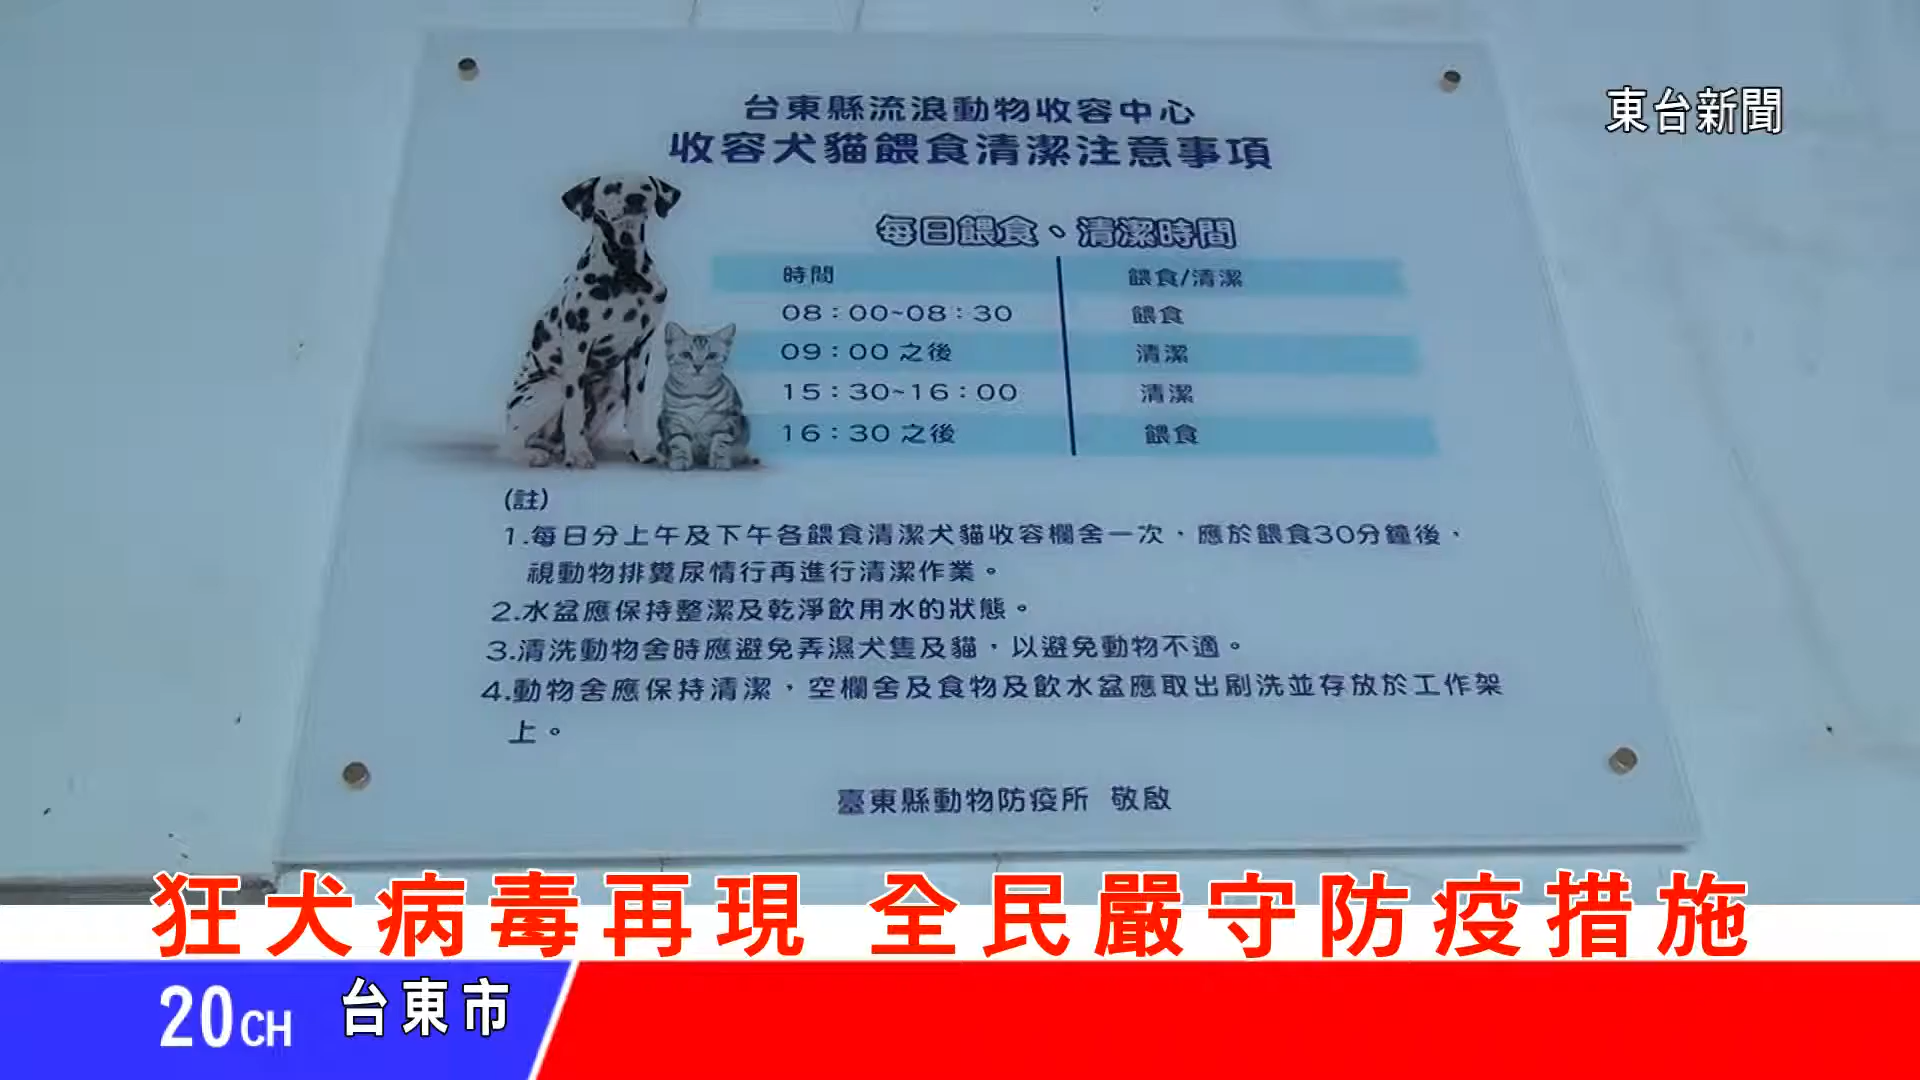 東台新聞
台東縣流浪動物收容中心
收容犬貓餵食清潔注意事項
每日餵食、清潔時間
時間 餵食/清潔
08：00~08：30 餵食
09：00 之後 清潔
15：30~16：00 清潔
16：30 之後 餵食
(註)
1.每日分上午及下午各餵食清潔犬貓收容欄舍一次，應於餵食30分鐘後，
視動物排糞尿情行再進行清潔作業。
2.水盆應保持整潔及乾淨飲用水的狀態。
3.清洗動物舍時應避免弄濕犬隻及貓，以避免動物不適。
4.動物舍應保持清潔，空欄舍及食物及飲水盆應取出刷洗並存放於工作架
上。
臺東縣動物防疫所 敬啟
狂犬病毒再現 全民嚴守防疫措施
20CH 台東市